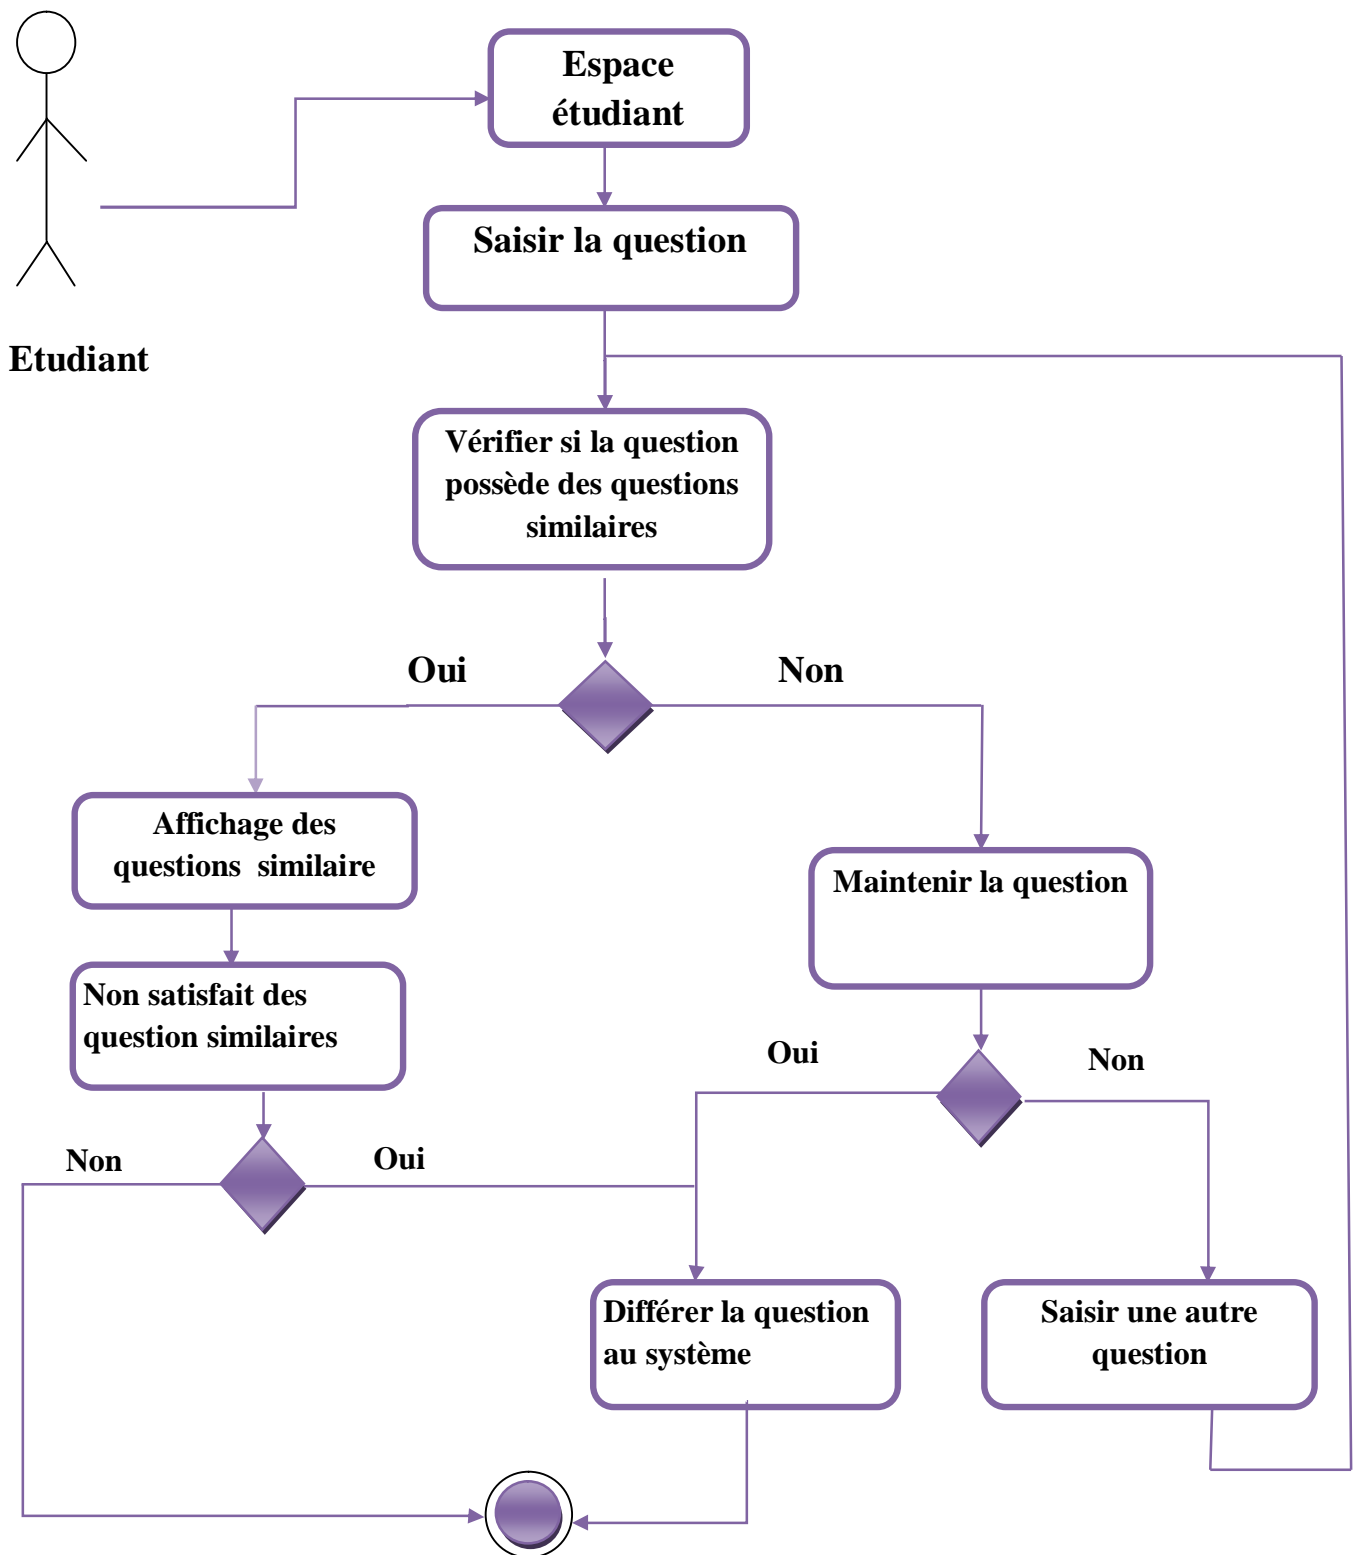 Espace
étudiant
Saisir la question
Etudiant
Vérifier si la question
possède des questions
similaires
Oui
Non
Affichage des
questions similaire
Maintenir la question
Non satisfait des
question similaires
Oui
Non
Non
Oui
Différer la question
au système
Saisir une autre
question